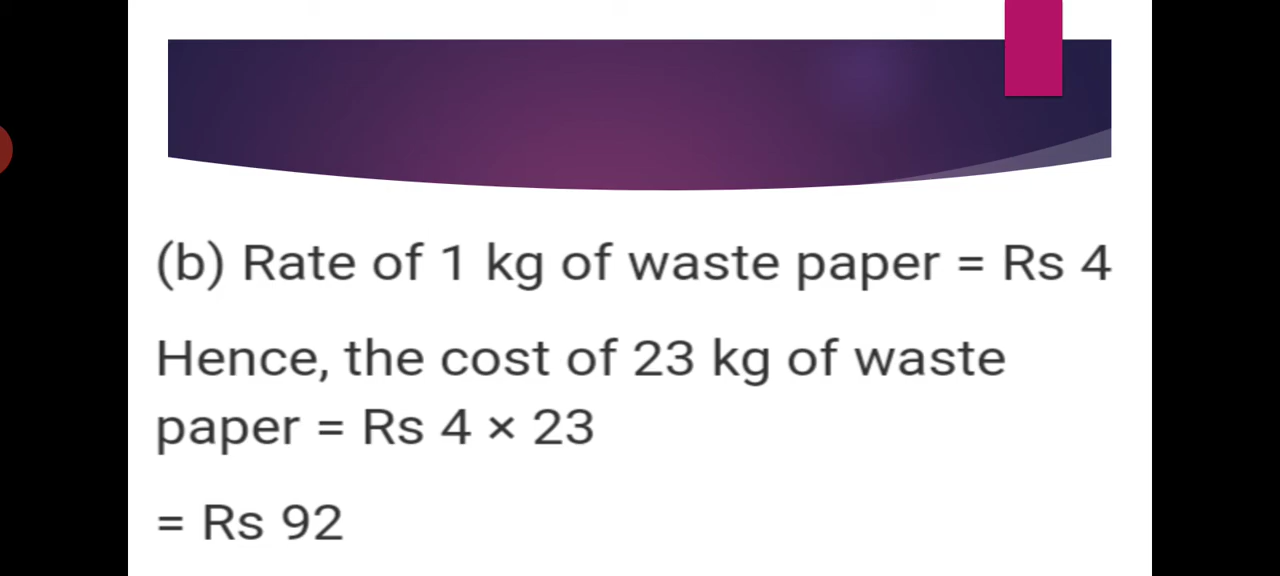 (b) Rate of 1 kg of waste paper = Rs 4
Hence, the cost of 23 kg of waste
paper = Rs 4 × 23
= Rs 92